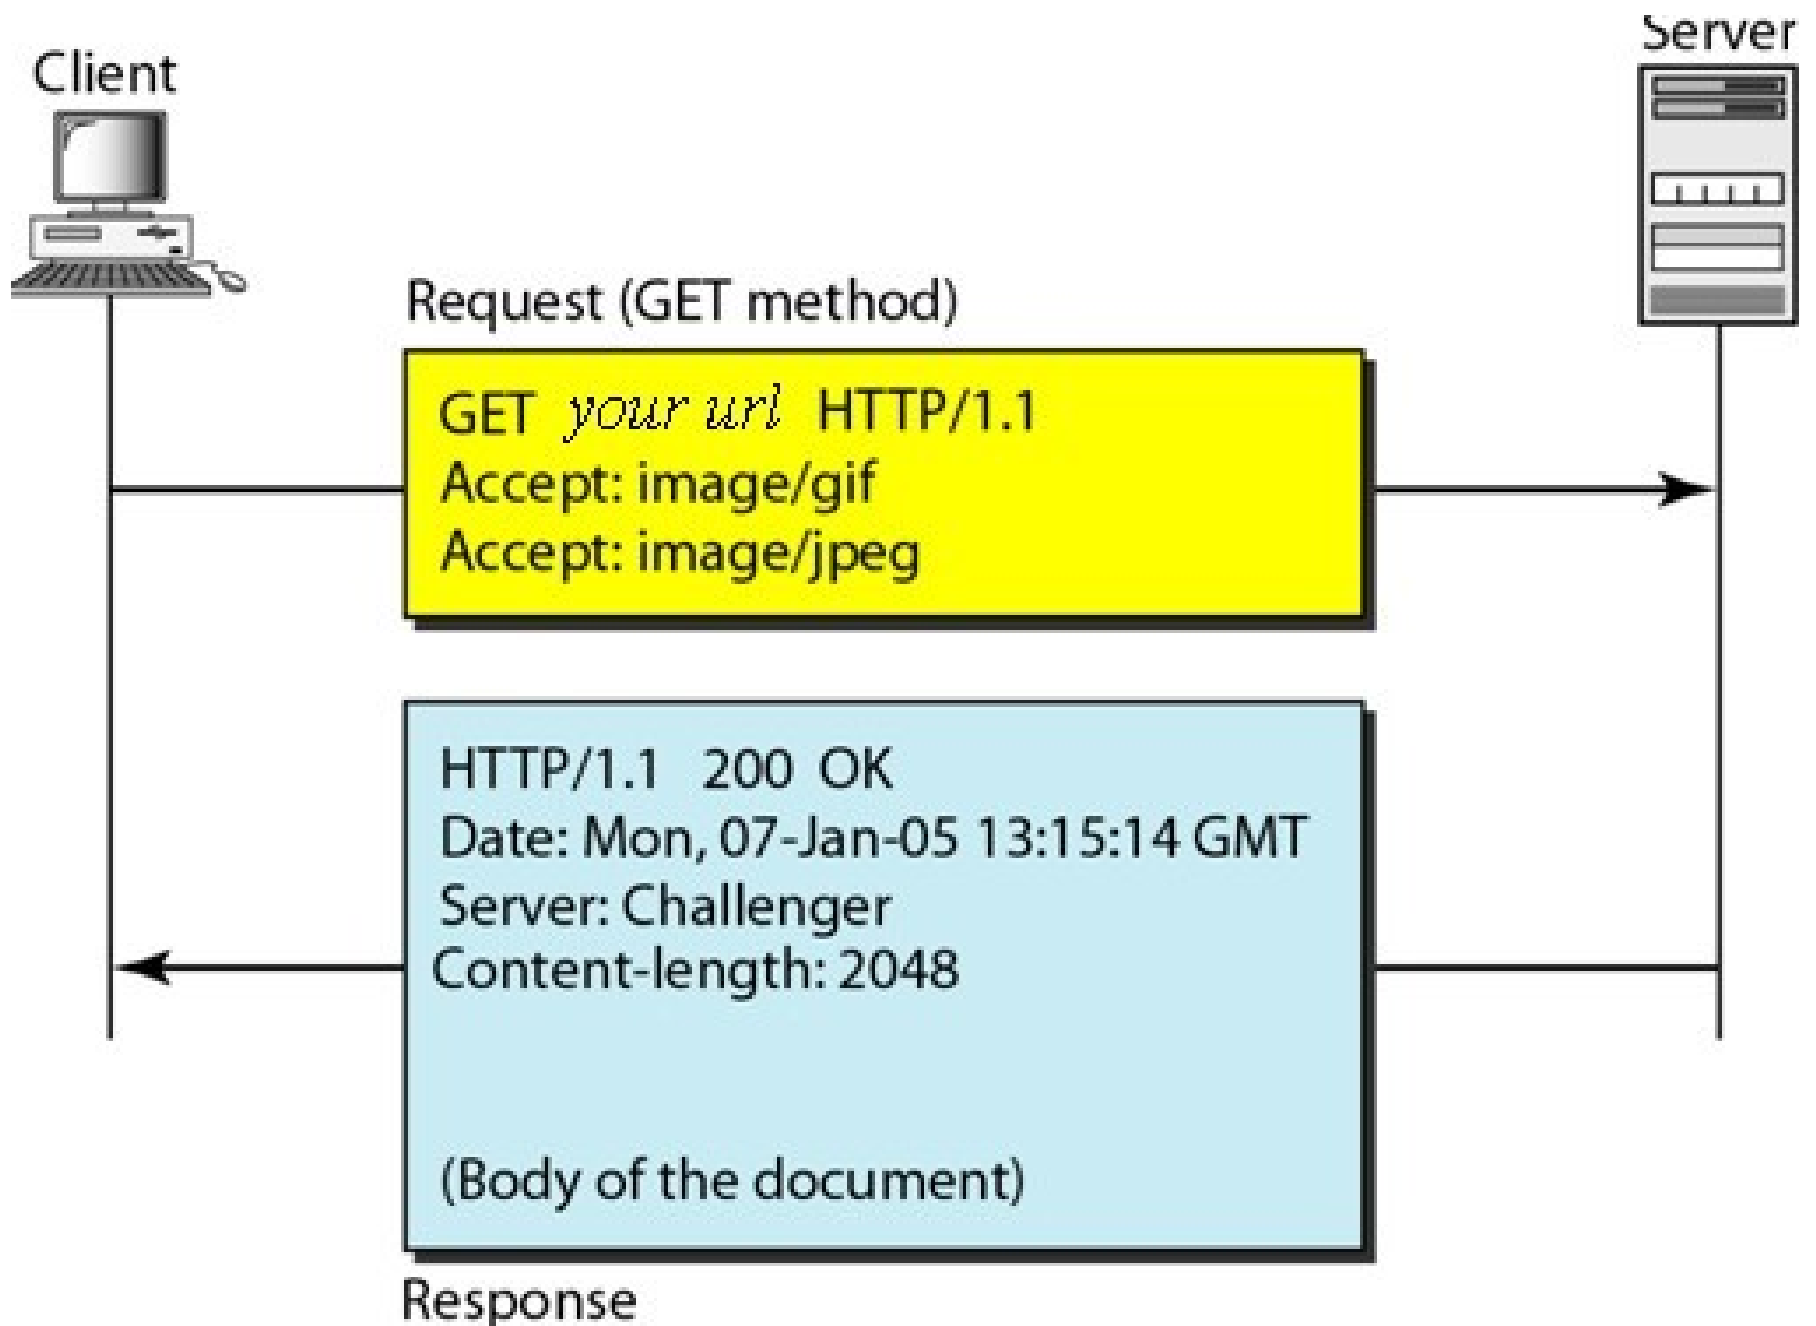 Client
Server
Request (GET method)
GET your url HTTP/1.1
Accept: image/gif
Accept: image/jpeg
HTTP/1.1 200 OK
Date: Mon, 07-Jan-05 13:15:14 GMT
Server: Challenger
Content-length: 2048
(Body of the document)
Response